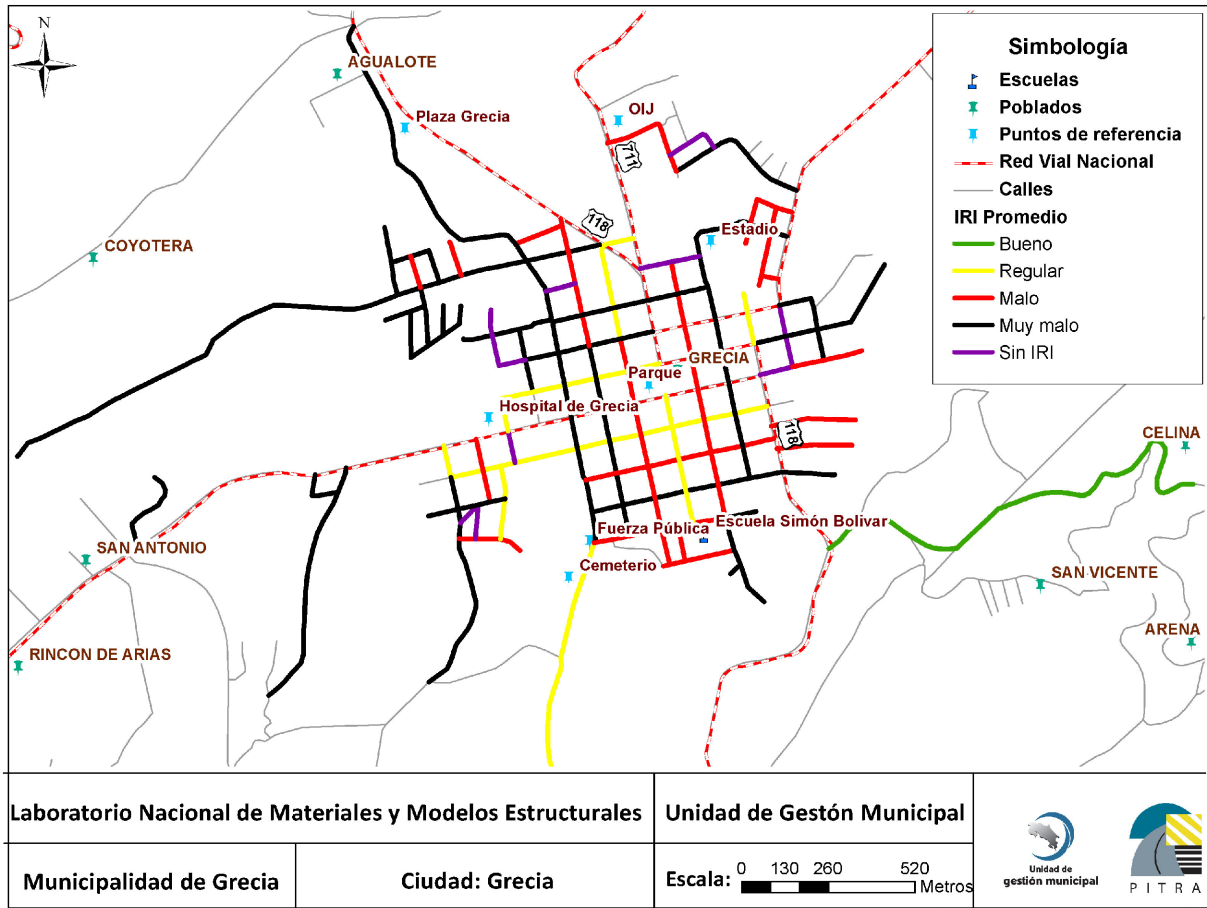 N
AGUALOTE
Plaza Grecia
OIJ
711
118
Estadio
COYOTERA
GRECIA
Parque
Hospital de Grecia
118
CELINA
Fuerza Pública
Escuela Simón Bolivar
SAN ANTONIO
Cemeterio
SAN VICENTE
ARENA
RINCON DE ARIAS
Simbología
Escuelas
Poblados
Puntos de referencia
Red Vial Nacional
Calles
IRI Promedio
Bueno
Regular
Malo
Muy malo
Sin IRI
Laboratorio Nacional de Materiales y Modelos Estructurales
Unidad de Gestón Municipal
Municipalidad de Grecia
Ciudad: Grecia
Escala: 0 130 260 520 Metros
Unidad de
gestión municipal
PITRA